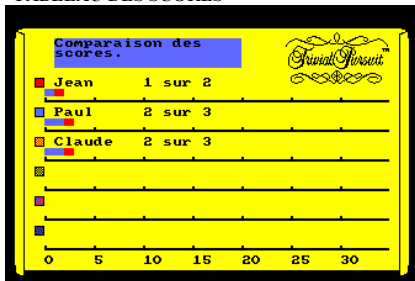 TABLEAU DES SCORES
Comparaison des
scores.
Trivial Pursuit™
Jean 1 sur 2
Paul 2 sur 3
Claude 2 sur 3
0 5 10 15 20 25 30